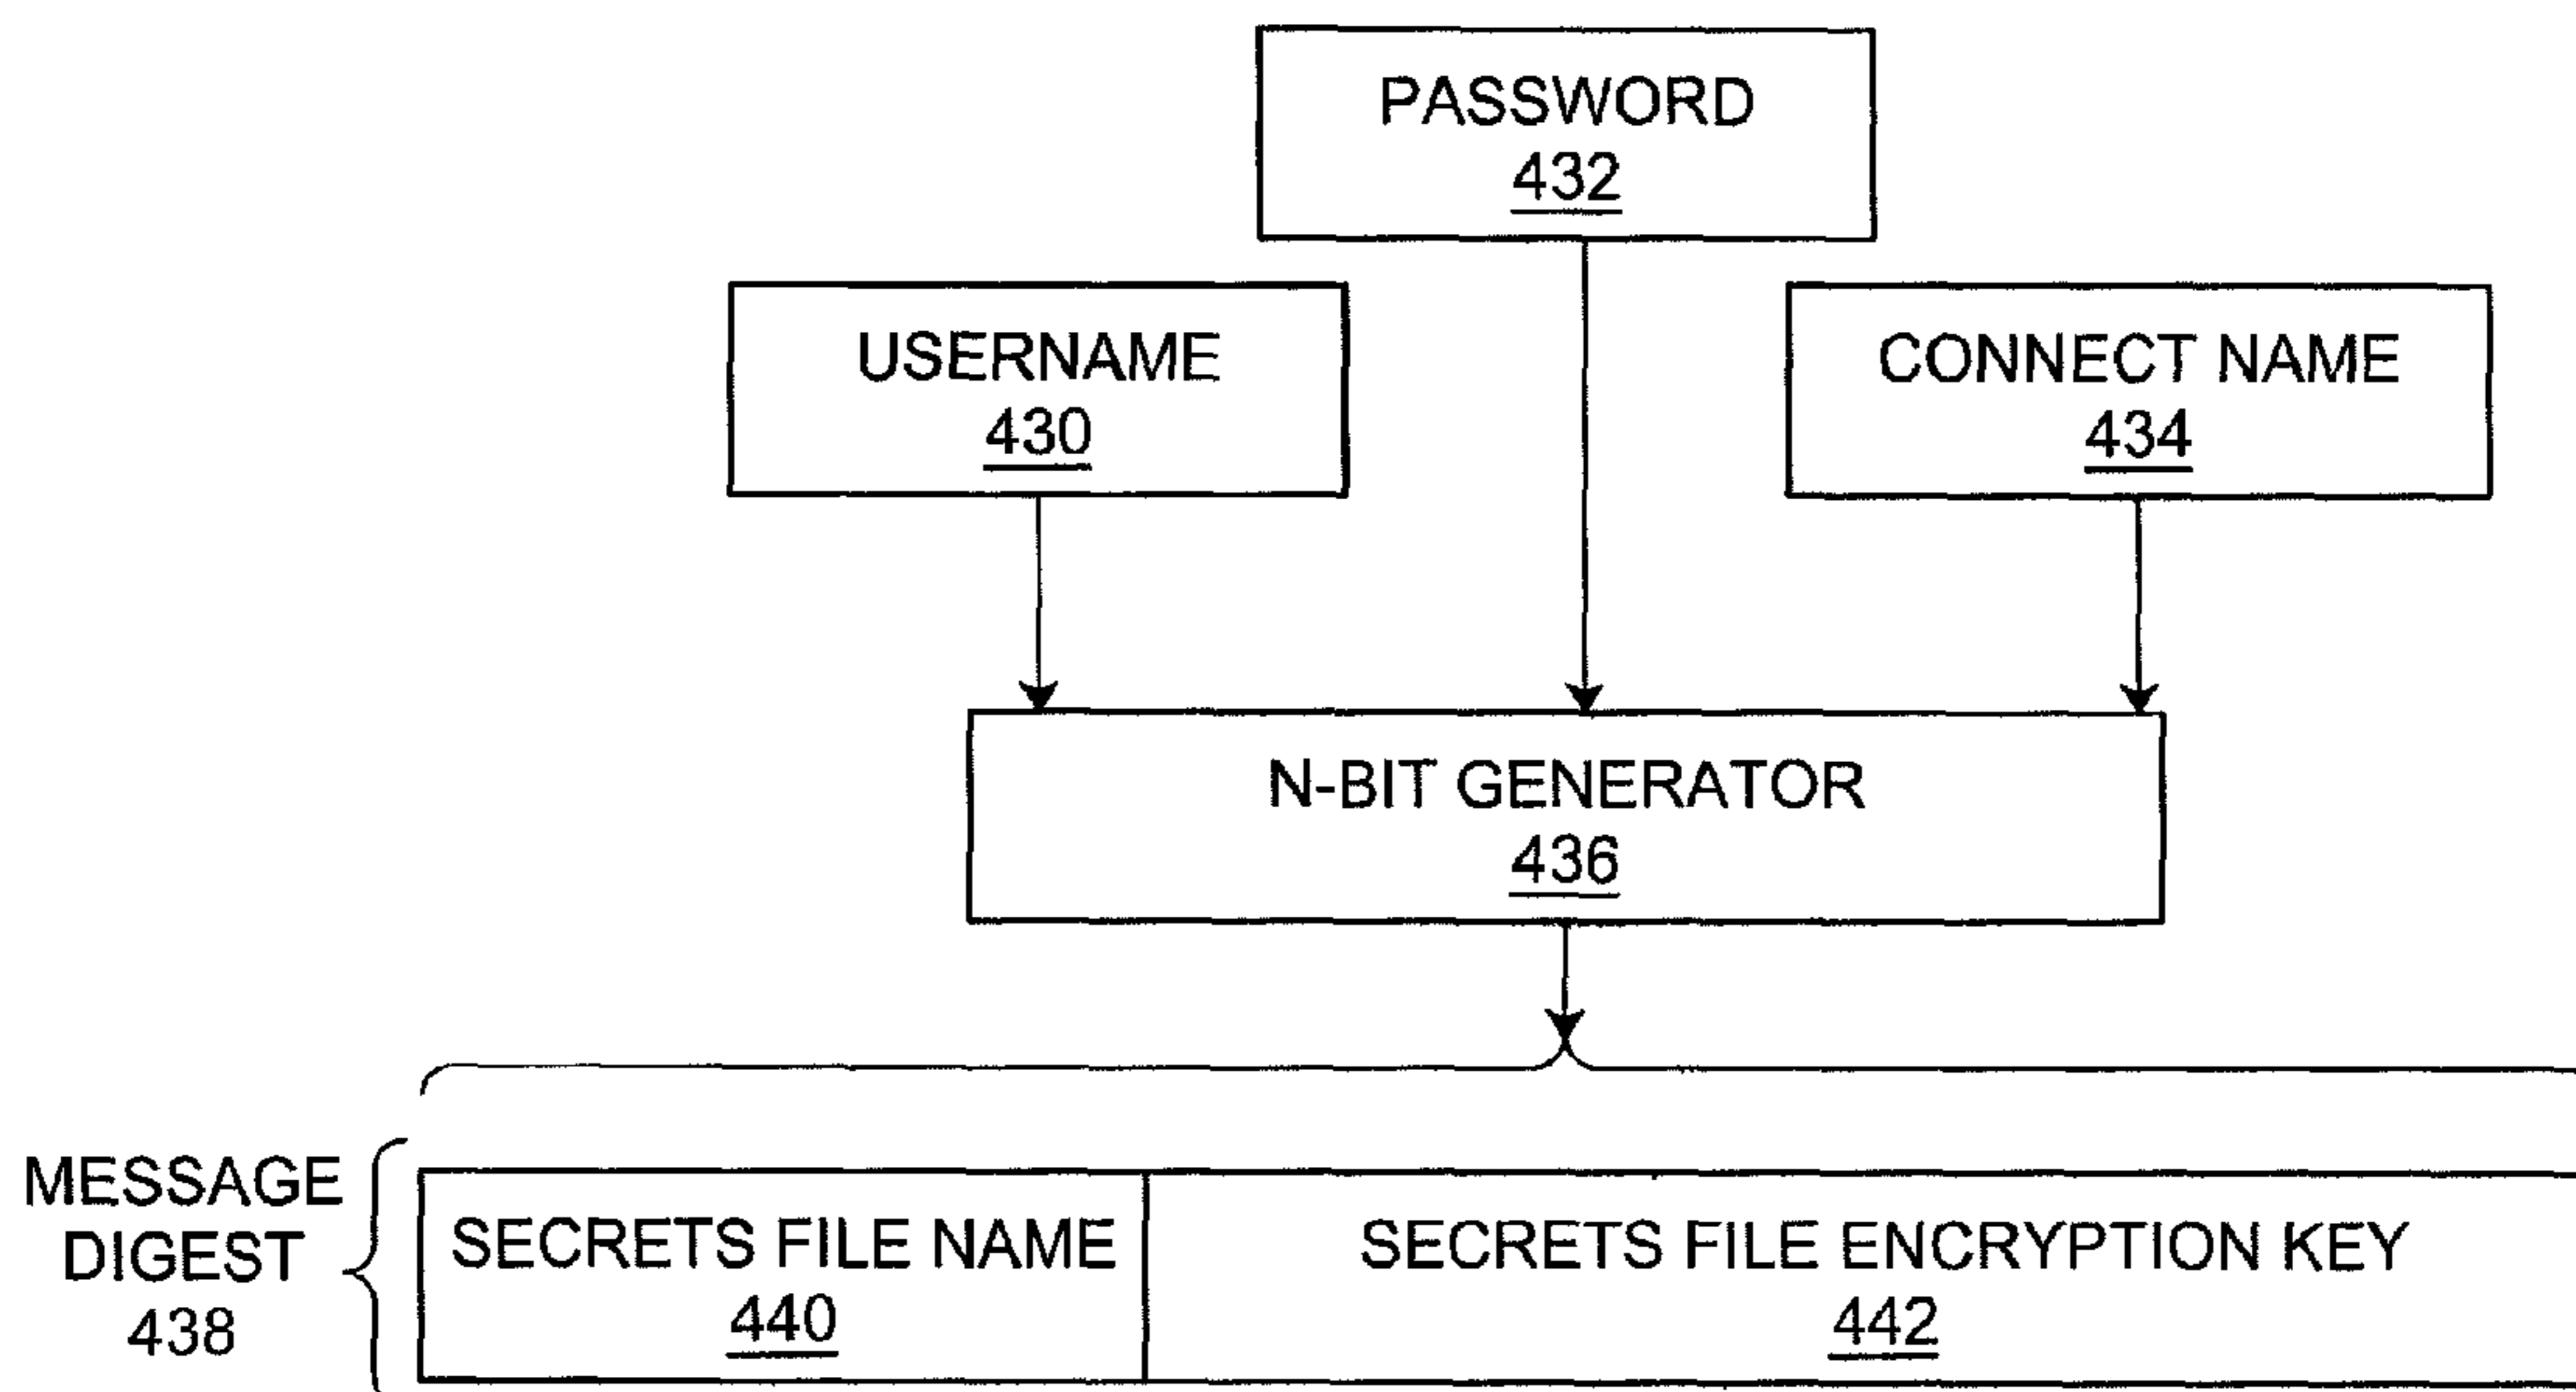 PASSWORD
432
USERNAME
430
CONNECT NAME
434
N-BIT GENERATOR
436
MESSAGE
DIGEST
438
SECRETS FILE NAME
440
SECRETS FILE ENCRYPTION KEY
442